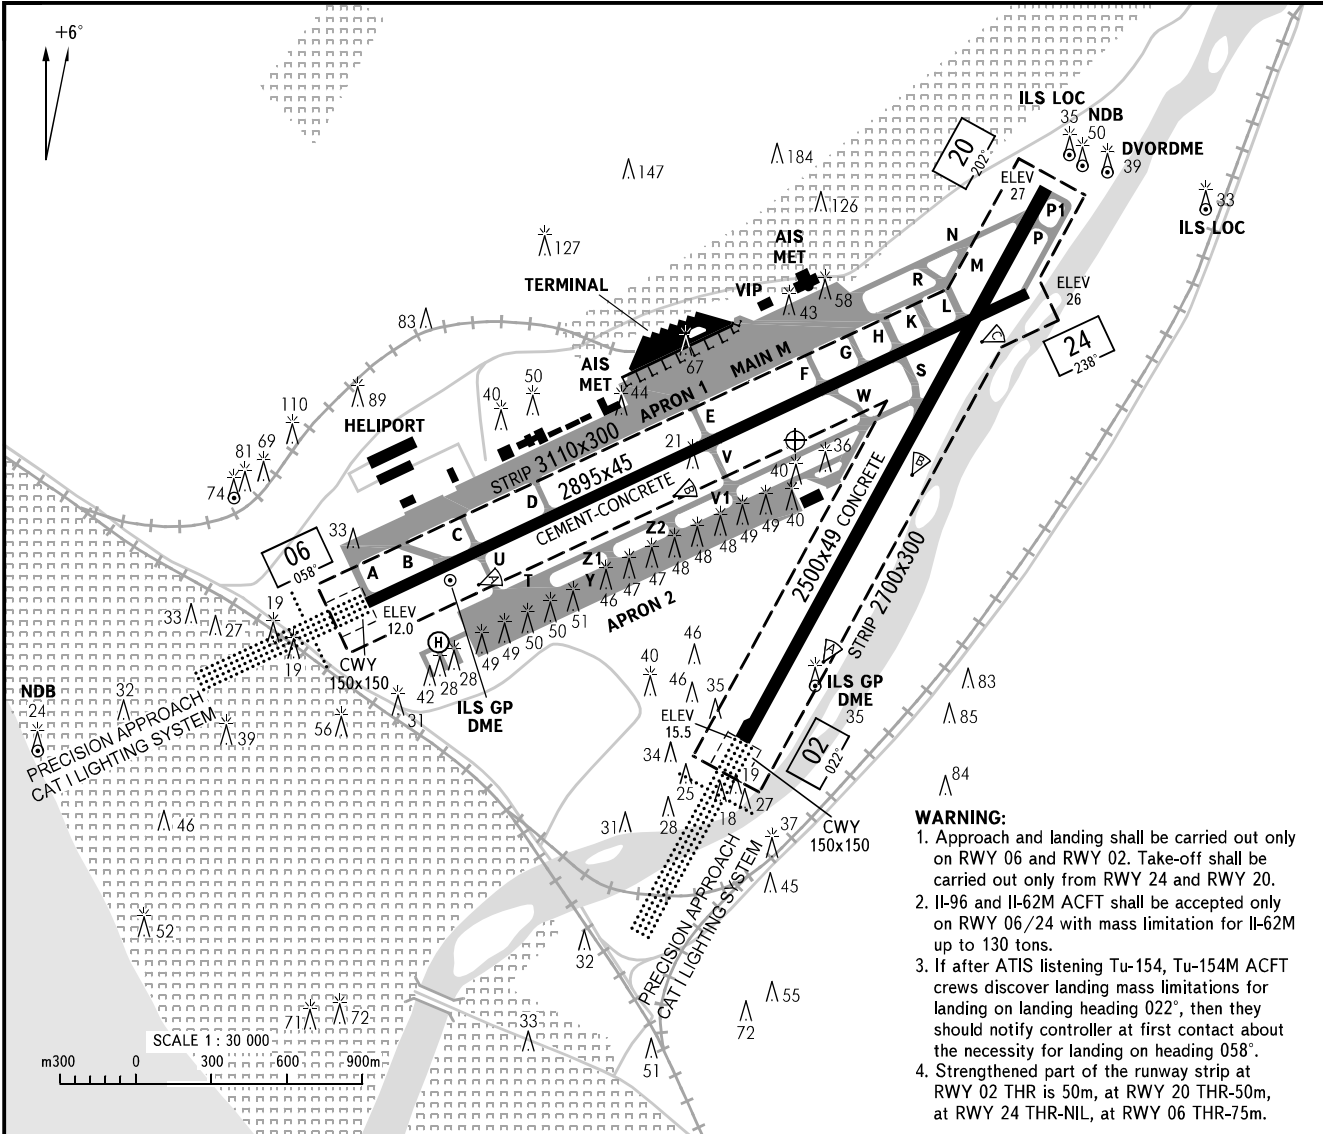 +6°
ILS LOC
35
NDB
50
DVORDME
39
20
202°
ELEV
27
33
ILS LOC
184
147
126
127
AIS
MET
TERMINAL
VIP
43
58
N
M
P1
P
R
L
K
H
G
F
S
W
ELEV
26
24
238°
C
83
AIS
MET
67
MAIN M
APRON 1
44
50
40
89
110
HELIPORT
69
81
74
STRIP 3110x300
2895x45
CEMENT-CONCRETE
E
21
V
B
D
C
36
40
V1
40
49
49
48
48
48
47
47
46
Z2
Z1
Y
T
U
33
06
058°
A
B
A
ELEV
12.0
51
50
50
49
49
APRON 2
2500x49 CONCRETE
STRIP 2700x300
B
A
33
27
19
19
CWY
150x150
H
42
28
28
31
ILS GP
DME
NDB
24
32
39
56
PRECISION APPROACH
CAT I LIGHTING SYSTEM
46
40
46
35
ELEV
15.5
34
25
28
31
18
19
27
ILS GP
DME
35
02
022°
CWY
150x150
83
85
84
37
45
46
52
32
PRECISION APPROACH
CAT I LIGHTING SYSTEM
55
72
71
72
33
51
SCALE 1 : 30 000
m300 0 300 600 900m
WARNING:
1. Approach and landing shall be carried out only
on RWY 06 and RWY 02. Take-off shall be
carried out only from RWY 24 and RWY 20.
2. Il-96 and Il-62M ACFT shall be accepted only
on RWY 06/24 with mass limitation for Il-62M
up to 130 tons.
3. If after ATIS listening Tu-154, Tu-154M ACFT
crews discover landing mass limitations for
landing on landing heading 022°, then they
should notify controller at first contact about
the necessity for landing on heading 058°.
4. Strengthened part of the runway strip at
RWY 02 THR is 50m, at RWY 20 THR-50m,
at RWY 24 THR-NIL, at RWY 06 THR-75m.